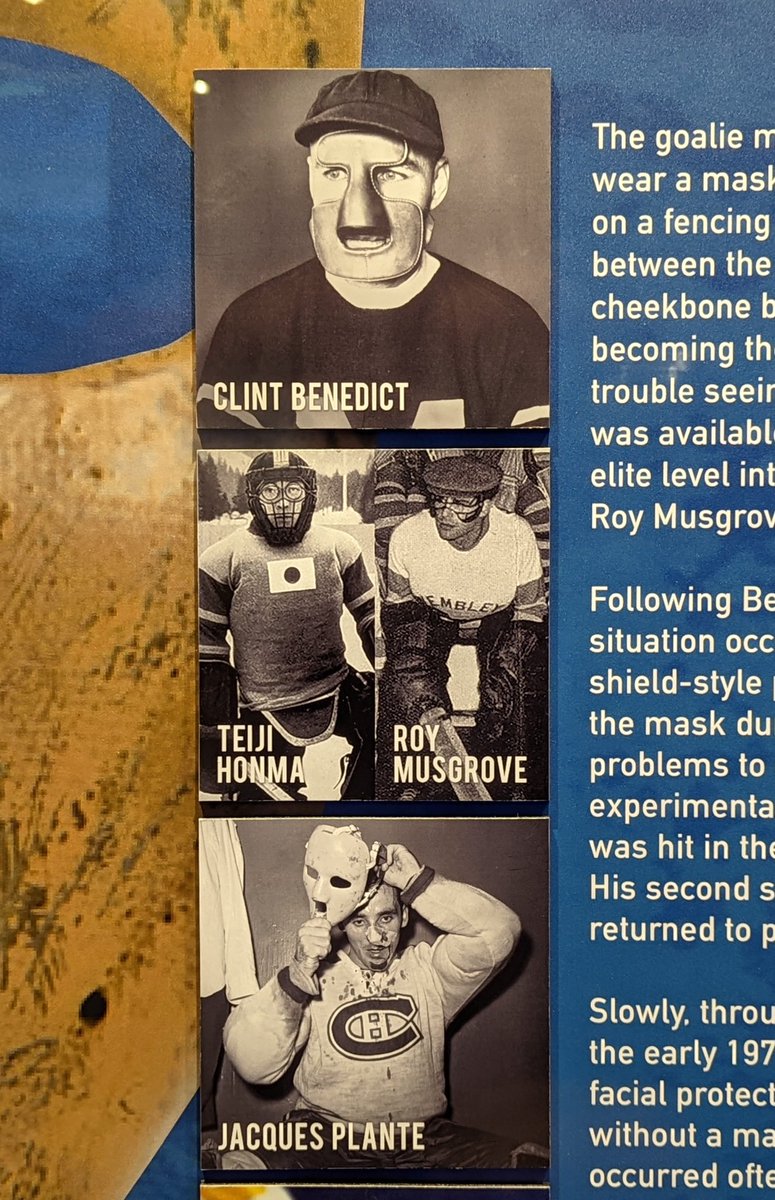 CLINT BENEDICT
EMBLEY
TEIJI
HONMA
ROY
MUSGROVE
C
H
JACQUES PLANTE
The goalie m
wear a mask
on a fencing
between the
cheekbone b
becoming the
trouble seein
was available
elite level int
Roy Musgrov
Following Be
situation occ
shield-style
the mask du
problems to
experimenta
was hit in the
His second s
returned to p
Slowly, throu
the early 197
facial protect
without a ma
occurred ofte